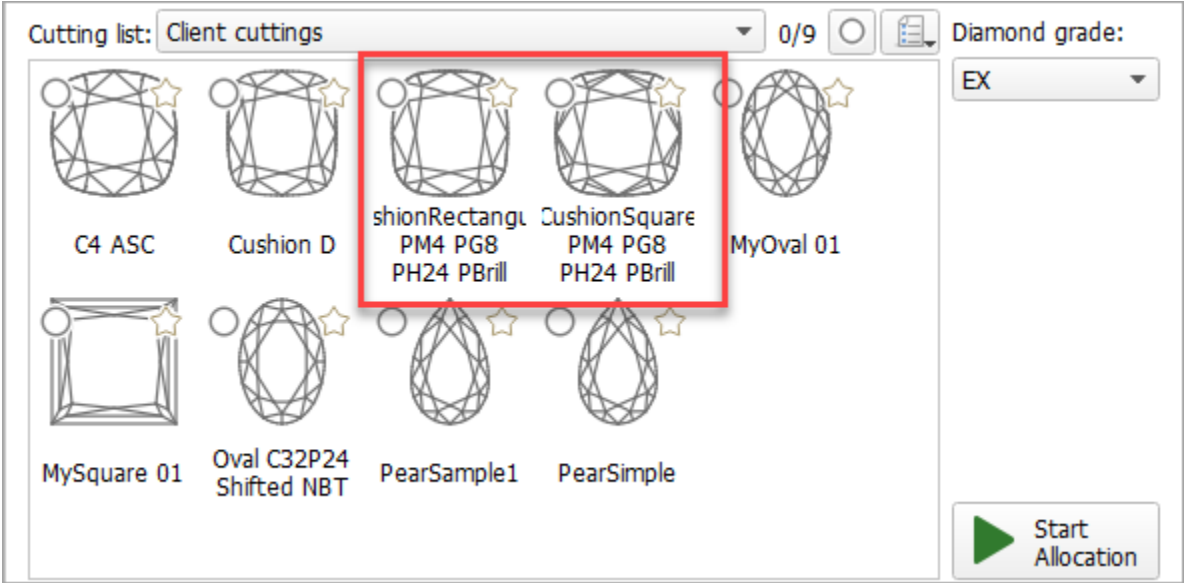 Cutting list: Client cuttings 0/9 Diamond grade:
EX
C4 ASC
Cushion D
shionRectangu
PM4 PG8
PH24 PBrill
CushionSquare
PM4 PG8
PH24 PBrill
MyOval 01
MySquare 01
Oval C32P24
Shifted NBT
PearSample1
PearSimple
Start
Allocation